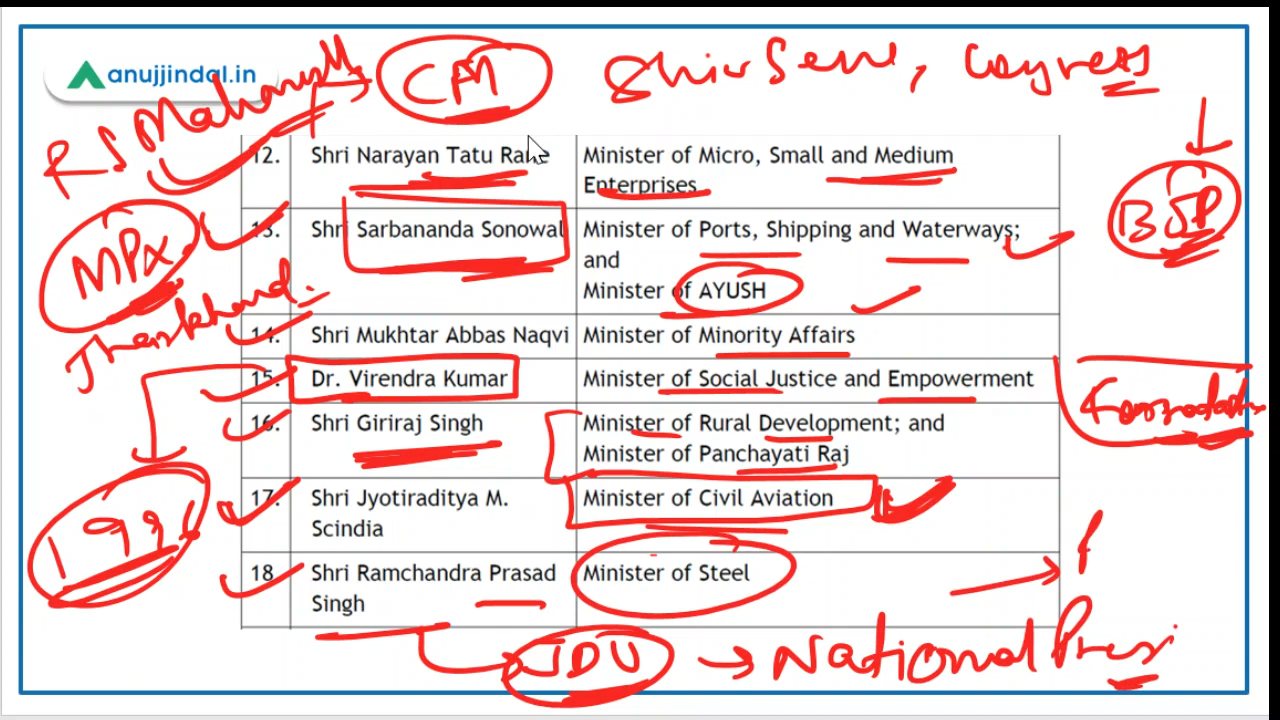 anujjindal.in
CM Shiv Sena, Congress
RS Maharashtra
12. Shri Narayan Tatu Rane Minister of Micro, Small and Medium
Enterprises
BJP
MPx
13. Shri Sarbananda Sonowal Minister of Ports, Shipping and Waterways;
and
Minister of AYUSH
Jharkhand
14. Shri Mukhtar Abbas Naqvi Minister of Minority Affairs
15. Dr. Virendra Kumar Minister of Social Justice and Empowerment
16. Shri Giriraj Singh Minister of Rural Development; and
Minister of Panchayati Raj
17. Shri Jyotiraditya M. Minister of Civil Aviation
Scindia
1996
18. Shri Ramchandra Prasad Minister of Steel
Singh
JDU → National Presi